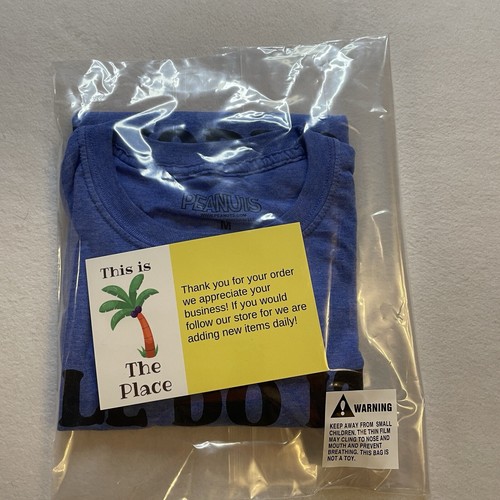 PEANUTS
M
This is
The
Place
Thank you for your order
we appreciate your
business! If you would
follow our store for we are
adding new items daily!
WARNING
KEEP AWAY FROM SMALL
CHILDREN, THE THIN FILM
MAY CLING TO NOSE AND
MOUTH AND PREVENT
BREATHING. THIS BAG IS
NOT A TOY.